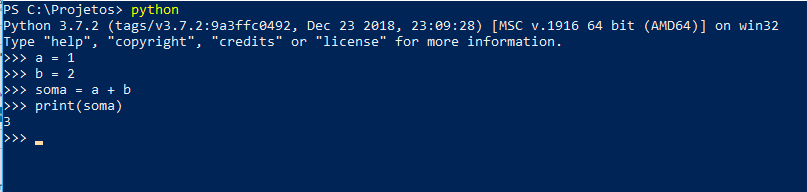 PS C:\Projetos> python
Python 3.7.2 (tags/v3.7.2:9a3ffc0492, Dec 23 2018, 23:09:28) [MSC v.1916 64 bit (AMD64)] on win32
Type "help", "copyright", "credits" or "license" for more information.
>>> a = 1
>>> b = 2
>>> soma = a + b
>>> print(soma)
3
>>>